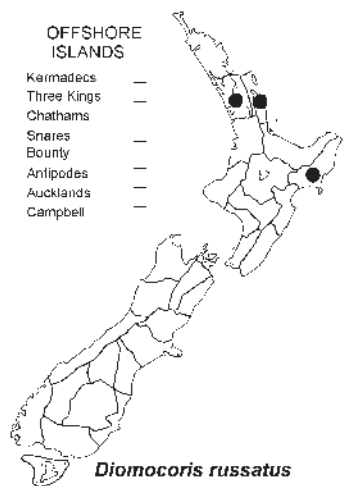 OFFSHORE
ISLANDS
Kermadecs
Three Kings
Chathams
Snares
Bounty
Antipodes
Aucklands
Campbell
Diomocoris russatus